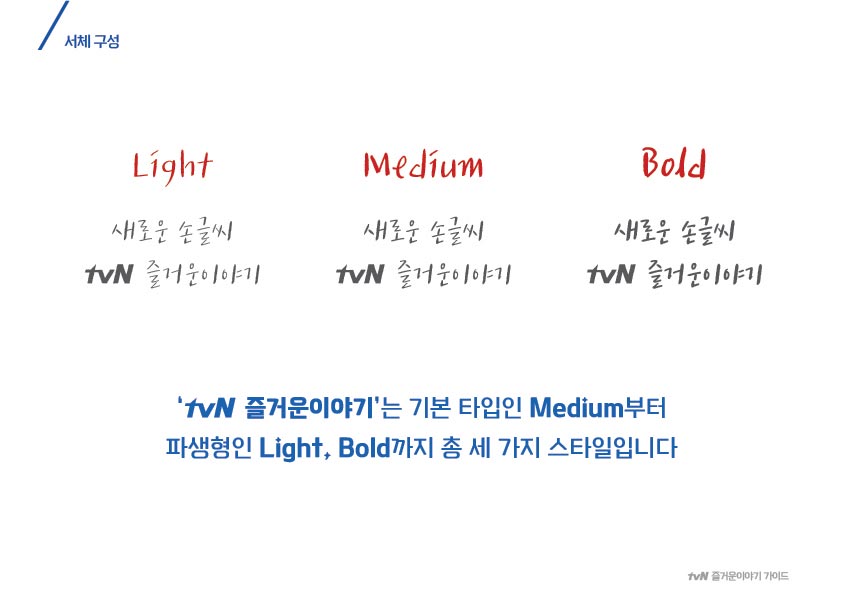 서체 구성
Light
Medium
Bold
새로운 손글씨
tvN 즐거운이야기
새로운 손글씨
tvN 즐거운이야기
새로운 손글씨
tvN 즐거운이야기
‘tvN 즐거운이야기'는 기본 타입인 Medium부터
파생형인 Light, Bold까지 총 세 가지 스타일입니다
tvN 즐거운이야기 가이드